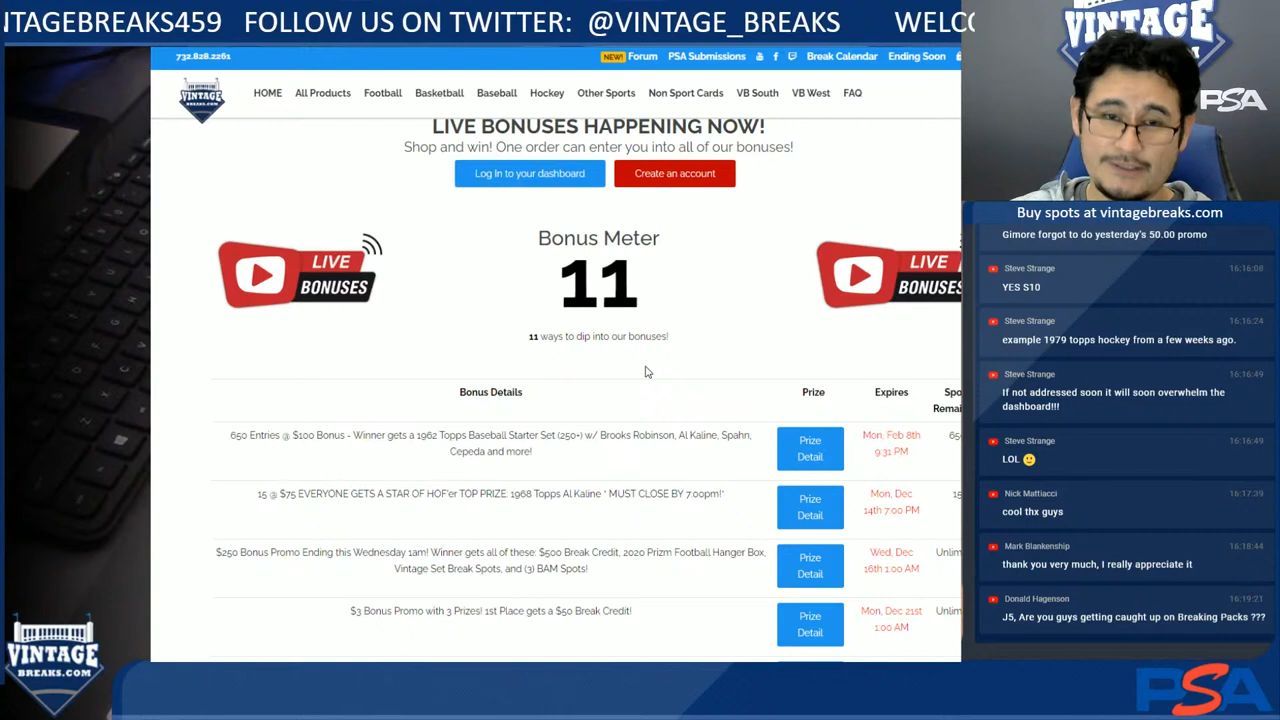 NTAGEBREAKS459 FOLLOW US ON TWITTER: @VINTAGE_BREAKS WELCO
732.828.2261
NEW! Forum PSA Submissions Break Calendar Ending Soon
VINTAGE
BREAKS.COM
HOME All Products Football Basketball Baseball Hockey Other Sports Non Sport Cards VB South VB West FAQ
LIVE BONUSES HAPPENING NOW!
Shop and win! One order can enter you into all of our bonuses!
Log In to your dashboard Create an account
LIVE
BONUSES
Bonus Meter
11
11 ways to dip into our bonuses!
LIVE
BONUSES
Bonus Details Prize Expires Spo
Remai
650 Entries @ $100 Bonus - Winner gets a 1962 Topps Baseball Starter Set (250+) w/ Brooks Robinson, Al Kaline, Spahn,
Cepeda and more!
Prize
Detail
Mon, Feb 8th
9:31 PM
65
15 @ $75 EVERYONE GETS A STAR OF HOF'er TOP PRIZE: 1968 Topps Al Kaline * MUST CLOSE BY 7:00pm!*
Prize
Detail
Mon, Dec
14th 7:00 PM
15
$250 Bonus Promo Ending this Wednesday 1am! Winner gets all of these: $500 Break Credit, 2020 Prizm Football Hanger Box,
Vintage Set Break Spots, and (3) BAM Spots!
Prize
Detail
Wed, Dec
16th 1:00 AM
Unlim
$3 Bonus Promo with 3 Prizes! 1st Place gets a $50 Break Credit!
Prize
Detail
Mon, Dec 21st
1:00 AM
Unlim
VINTAGE
PSA
Buy spots at vintagebreaks.com
Gimore forgot to do yesterday's 50.00 promo
Steve Strange 16:16:08
YES S10
Steve Strange 16:16:24
example 1979 topps hockey from a few weeks ago.
Steve Strange 16:16:49
If not addressed soon it will soon overwhelm the
dashboard!!!
Steve Strange 16:16:49
LOL 🙂
Nick Mattiacci 16:17:39
cool thx guys
Mark Blankenship 16:18:44
thank you very much, I really appreciate it
Donald Hagenson 16:19:21
J5, Are you guys getting caught up on Breaking Packs ???
VINTAGE
BREAKS.COM
PSA